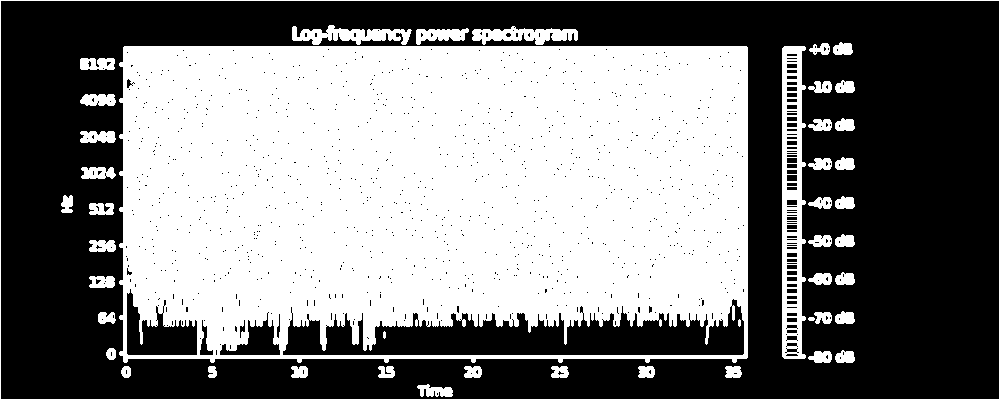 Log-frequency power spectrogram
8192
4096
2048
1024
512
256
128
64
0
Hz
0 5 10 15 20 25 30 35
Time
+0 dB
-10 dB
-20 dB
-30 dB
-40 dB
-50 dB
-60 dB
-70 dB
-80 dB